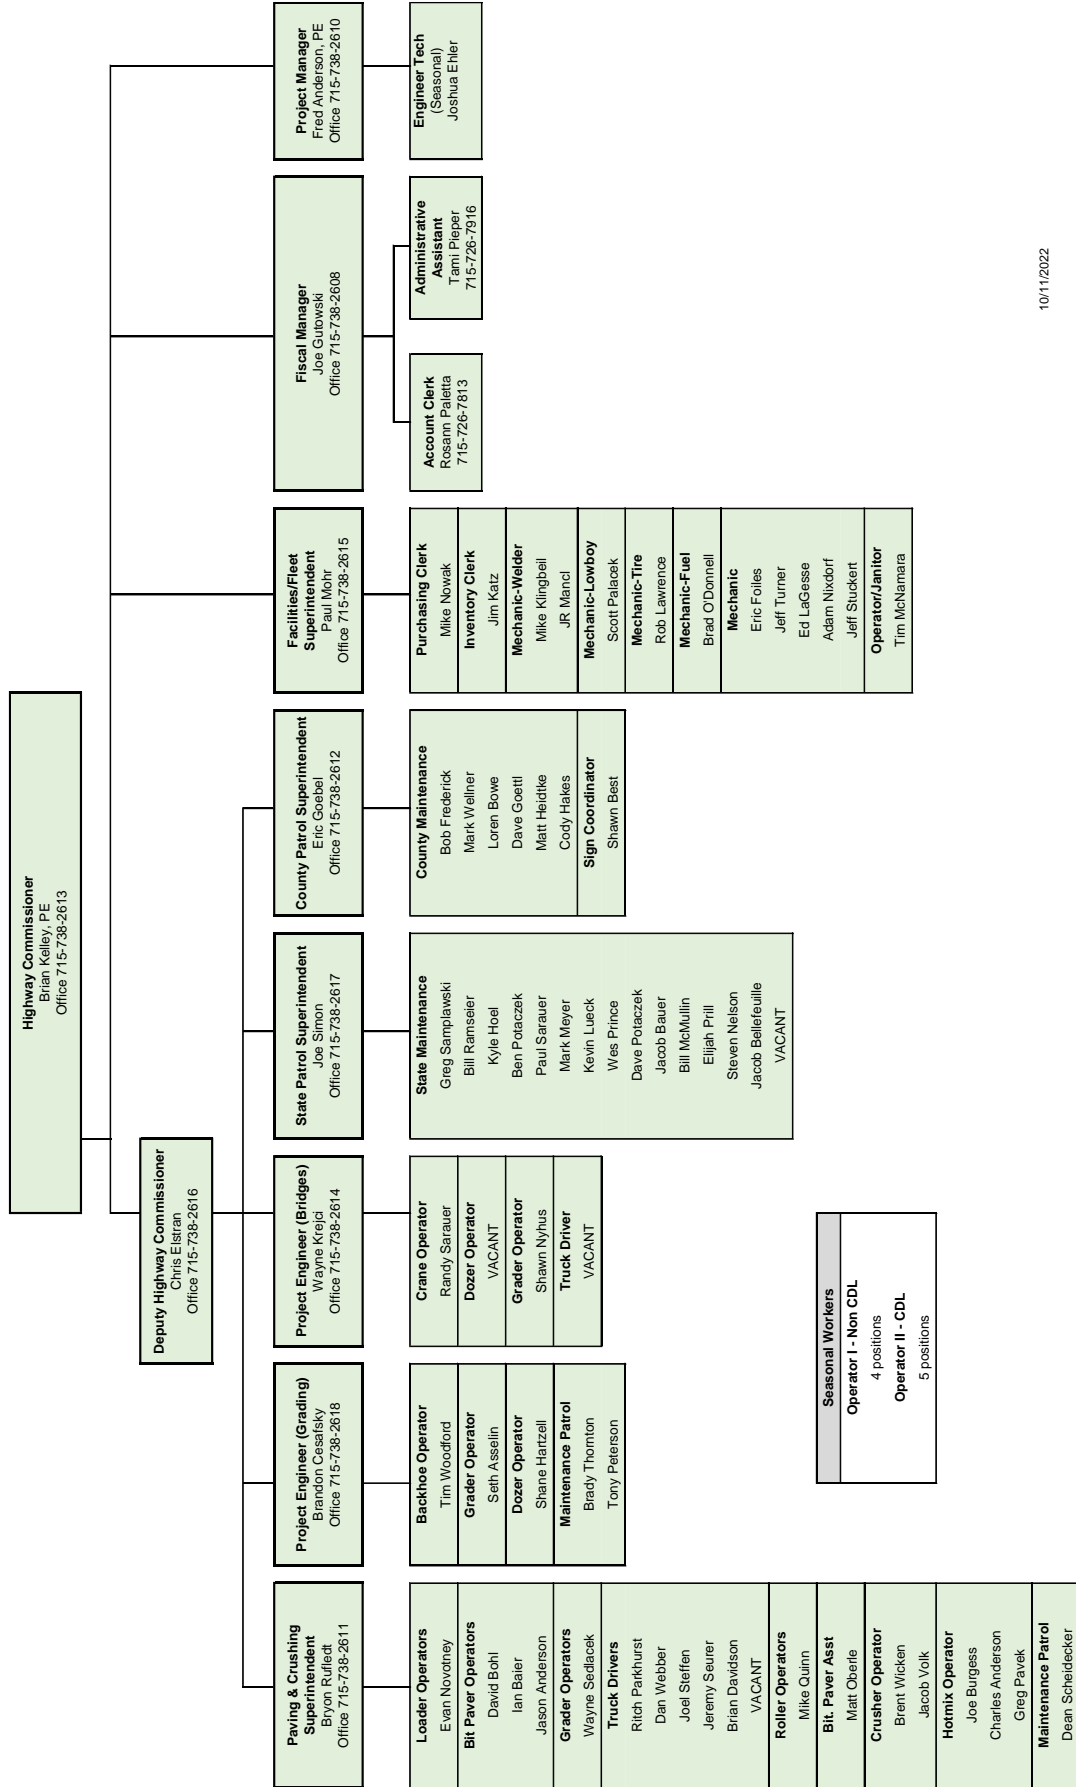 Highway Commissioner
Brian Kelley, PE
Office 715-738-2613
Deputy Highway Commissioner
Chris Elstran
Office 715-738-2616
Paving & Crushing
Superintendent
Bryon Rufledt
Office 715-738-2611
Project Engineer (Grading)
Brandon Cesafsky
Office 715-738-2618
Project Engineer (Bridges)
Wayne Krejci
Office 715-738-2614
State Patrol Superintendent
Joe Simon
Office 715-738-2617
County Patrol Superintendent
Eric Goebel
Office 715-738-2612
Facilities/Fleet
Superintendent
Paul Mohr
Office 715-738-2615
Fiscal Manager
Joe Gutowski
Office 715-738-2608
Project Manager
Fred Anderson, PE
Office 715-738-2610
Loader Operators
Evan Novotney
Bit Paver Operators
David Bohl
Ian Baier
Jason Anderson
Grader Operators
Wayne Sedlacek
Truck Drivers
Ritch Parkhurst
Dan Webber
Joel Steffen
Jeremy Seurer
Brian Davidson
VACANT
Roller Operators
Mike Quinn
Bit. Paver Asst
Matt Oberle
Crusher Operator
Brent Wicken
Jacob Volk
Hotmix Operator
Joe Burgess
Charles Anderson
Greg Pavek
Maintenance Patrol
Dean Scheidecker
Backhoe Operator
Tim Woodford
Grader Operator
Seth Asselin
Dozer Operator
Shane Hartzell
Maintenance Patrol
Brady Thornton
Tony Peterson
Crane Operator
Randy Sarauer
Dozer Operator
VACANT
Grader Operator
Shawn Nyhus
Truck Driver
VACANT
State Maintenance
Greg Samplawski
Bill Ramseier
Kyle Hoel
Ben Potaczek
Paul Sarauer
Mark Meyer
Kevin Lueck
Wes Prince
Dave Potaczek
Jacob Bauer
Bill McMullin
Elijah Prill
Steven Nelson
Jacob Bellefeuille
VACANT
County Maintenance
Bob Frederick
Mark Wellner
Loren Bowe
Dave Goettl
Matt Heidtke
Cody Hakes
Sign Coordinator
Shawn Best
Purchasing Clerk
Mike Nowak
Inventory Clerk
Jim Katz
Mechanic-Welder
Mike Klingbeil
JR Mancl
Mechanic-Lowboy
Scott Palacek
Mechanic-Tire
Rob Lawrence
Mechanic-Fuel
Brad O'Donnell
Mechanic
Eric Foiles
Jeff Turner
Ed LaGesse
Adam Nixdorf
Jeff Stuckert
Operator/Janitor
Tim McNamara
Account Clerk
Rosann Paletta
715-726-7813
Administrative
Assistant
Tami Pieper
715-726-7916
Engineer Tech
(Seasonal)
Joshua Ehler
Seasonal Workers
Operator I - Non CDL
4 positions
Operator II - CDL
5 positions
10/11/2022